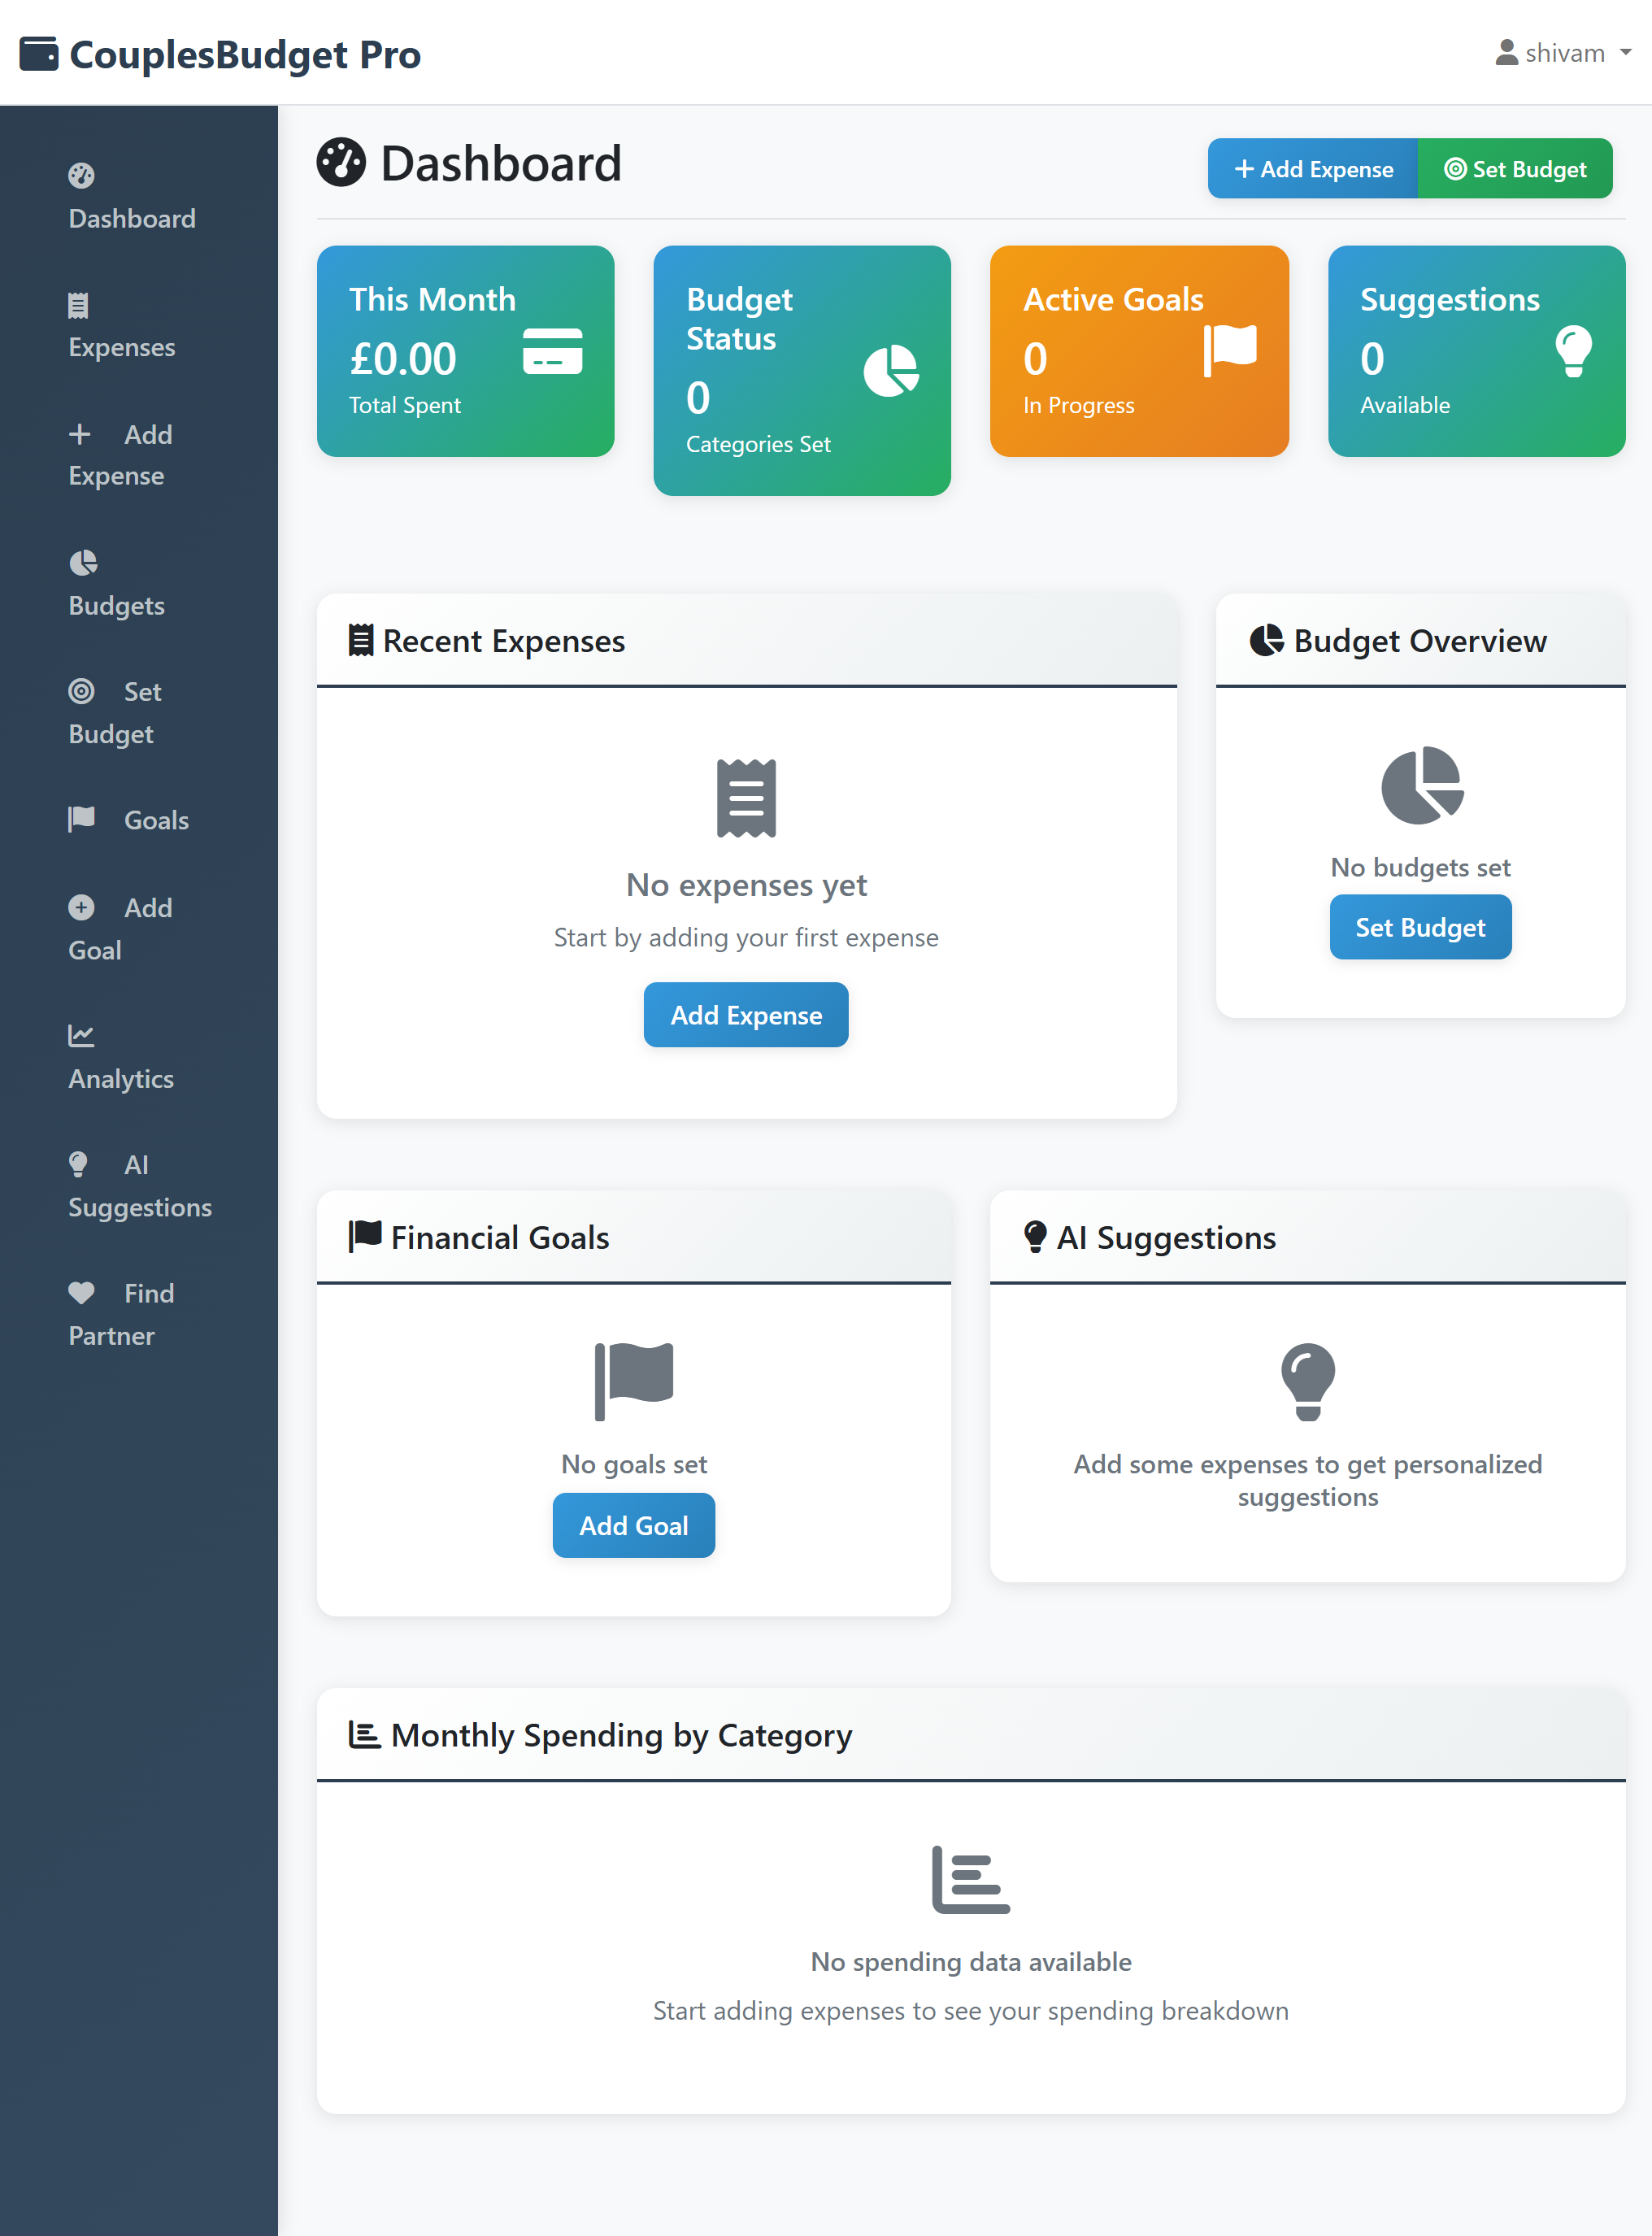 CouplesBudget Pro
shivam
Dashboard
Expenses
Add
Expense
Budgets
Set
Budget
Goals
Add
Goal
Analytics
AI
Suggestions
Find
Partner
Dashboard
Add Expense
Set Budget
This Month
£0.00
Total Spent
Budget
Status
0
Categories Set
Active Goals
0
In Progress
Suggestions
0
Available
Recent Expenses
No expenses yet
Start by adding your first expense
Add Expense
Budget Overview
No budgets set
Set Budget
Financial Goals
No goals set
Add Goal
AI Suggestions
Add some expenses to get personalized
suggestions
Monthly Spending by Category
No spending data available
Start adding expenses to see your spending breakdown